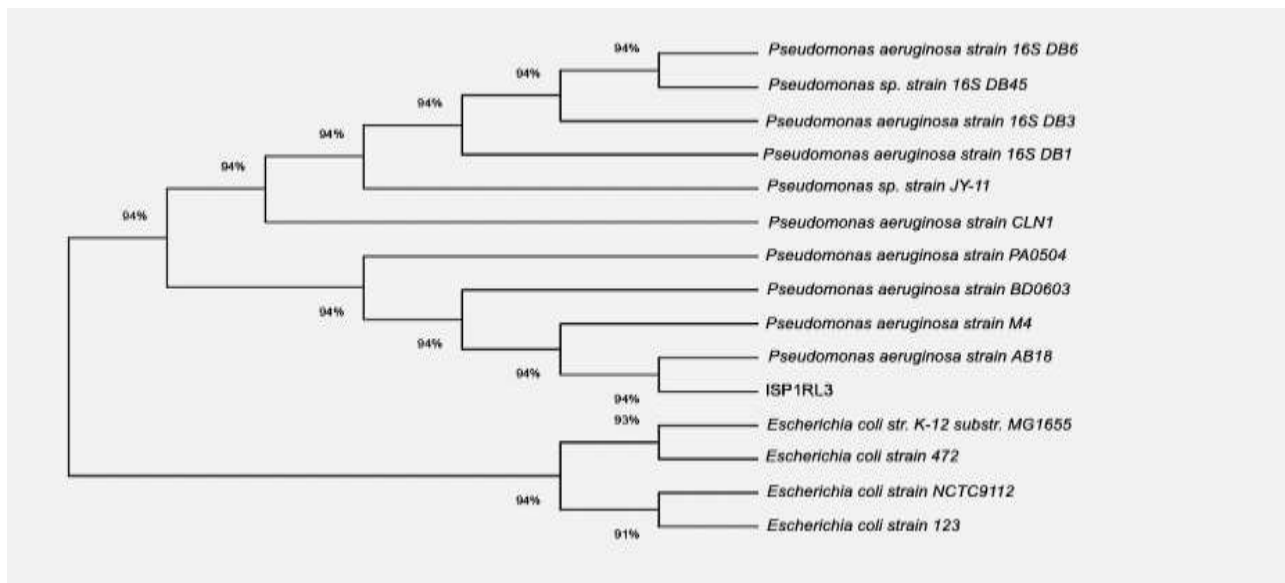 94%
Pseudomonas aeruginosa strain 16S DB6
94%
Pseudomonas sp. strain 16S DB45
94%
Pseudomonas aeruginosa strain 16S DB3
94%
Pseudomonas aeruginosa strain 16S DB1
94%
Pseudomonas sp. strain JY-11
94%
Pseudomonas aeruginosa strain CLN1
Pseudomonas aeruginosa strain PA0504
94%
Pseudomonas aeruginosa strain BD0603
94%
Pseudomonas aeruginosa strain M4
94%
Pseudomonas aeruginosa strain AB18
94%
ISP1RL3
93%
Escherichia coli str. K-12 substr. MG1655
Escherichia coli strain 472
94%
Escherichia coli strain NCTC9112
91%
Escherichia coli strain 123